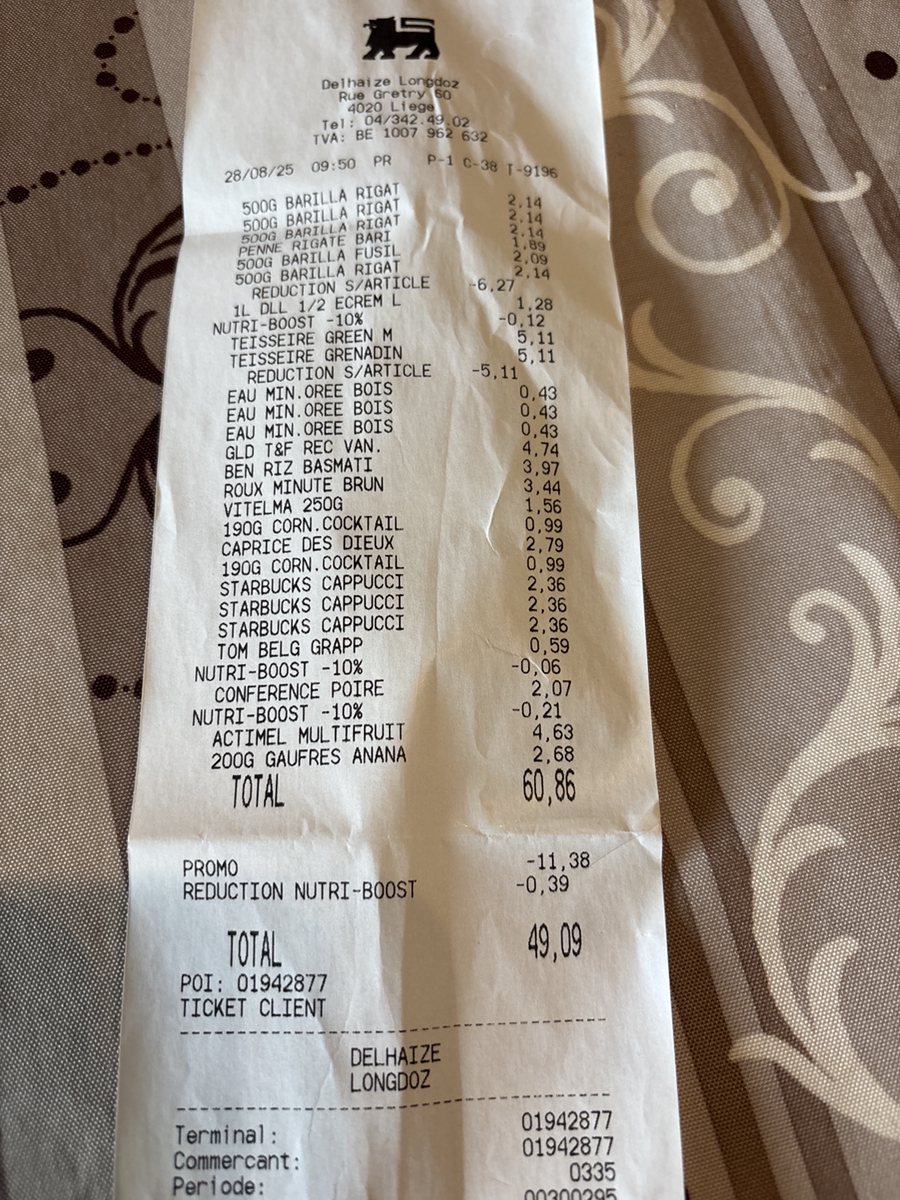 Delhaize Longdoz
Rue Gretry 60
4020 Liege
Tel: 04/342.49.02
TVA: BE 1007 962 632
28/08/25 09:50 PR P-1 C-38 T-9196
500G BARILLA RIGAT 2,14
500G BARILLA RIGAT 2,14
500G BARILLA RIGAT 2,14
PENNE RIGATE BARI 1,89
500G BARILLA FUSIL 2,09
500G BARILLA RIGAT 2,14
REDUCTION S/ARTICLE -6,27
1L DLL 1/2 ECREM L 1,28
NUTRI-BOOST -10% -0,12
TEISSEIRE GREEN M 5,11
TEISSEIRE GRENADIN 5,11
REDUCTION S/ARTICLE -5,11
EAU MIN.OREE BOIS 0,43
EAU MIN.OREE BOIS 0,43
EAU MIN.OREE BOIS 0,43
GLD T&F REC VAN. 4,74
BEN RIZ BASMATI 3,97
ROUX MINUTE BRUN 3,44
VITELMA 250G 1,56
190G CORN.COCKTAIL 0,99
CAPRICE DES DIEUX 2,79
190G CORN.COCKTAIL 0,99
STARBUCKS CAPPUCCI 2,36
STARBUCKS CAPPUCCI 2,36
STARBUCKS CAPPUCCI 2,36
TOM BELG GRAPP 0,59
NUTRI-BOOST -10% -0,06
CONFERENCE POIRE 2,07
NUTRI-BOOST -10% -0,21
ACTIMEL MULTIFRUIT 4,63
200G GAUFRES ANANA 2,68
TOTAL 60,86
PROMO -11,38
REDUCTION NUTRI-BOOST -0,39
TOTAL 49,09
POI: 01942877
TICKET CLIENT
DELHAIZE
LONGDOZ
Terminal: 01942877
Commercant: 01942877
Periode: 0335
00300295